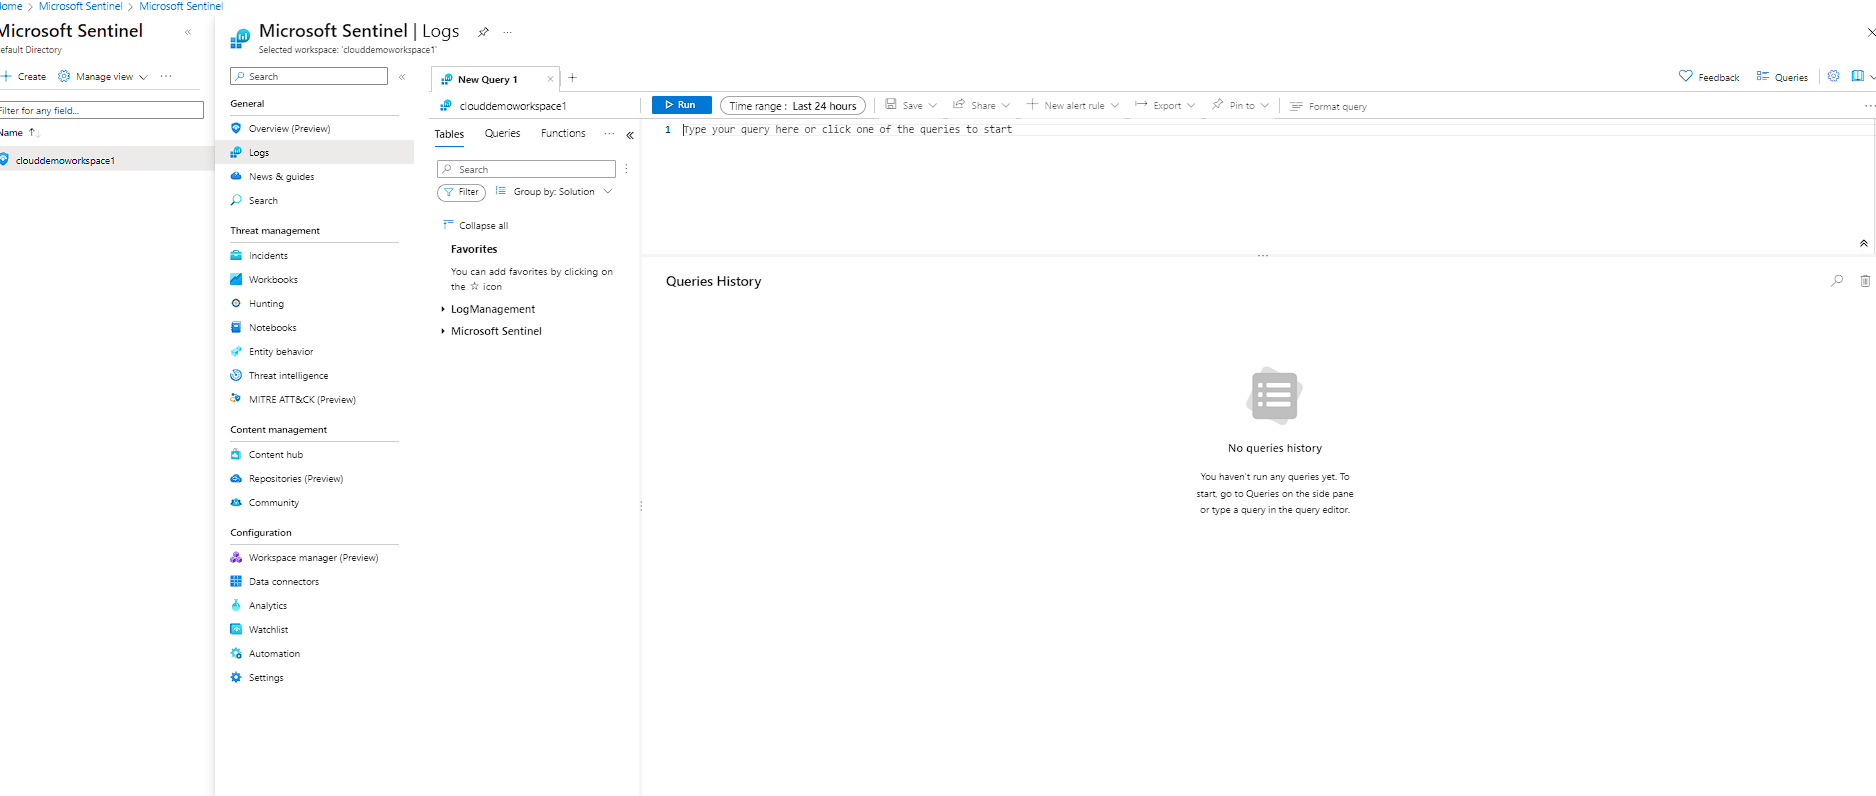 Home > Microsoft Sentinel > Microsoft Sentinel
Microsoft Sentinel «
Default Directory
+ Create Manage view ···
Filter for any field...
Name ↑
clouddemoworkspace1
Microsoft Sentinel | Logs ···
Selected workspace: 'clouddemoworkspace1'
Search «
General
Overview (Preview)
Logs
News & guides
Search
Threat management
Incidents
Workbooks
Hunting
Notebooks
Entity behavior
Threat intelligence
MITRE ATT&CK (Preview)
Content management
Content hub
Repositories (Preview)
Community
Configuration
Workspace manager (Preview)
Data connectors
Analytics
Watchlist
Automation
Settings
New Query 1 × +
Feedback Queries
clouddemoworkspace1
Run Time range : Last 24 hours Save Share New alert rule Export Pin to Format query ···
Tables Queries Functions ··· «
Search
Filter Group by: Solution
Collapse all
Favorites
You can add favorites by clicking on
the ☆ icon
LogManagement
Microsoft Sentinel
1 Type your query here or click one of the queries to start
Queries History
No queries history
You haven't run any queries yet. To
start, go to Queries on the side pane
or type a query in the query editor.